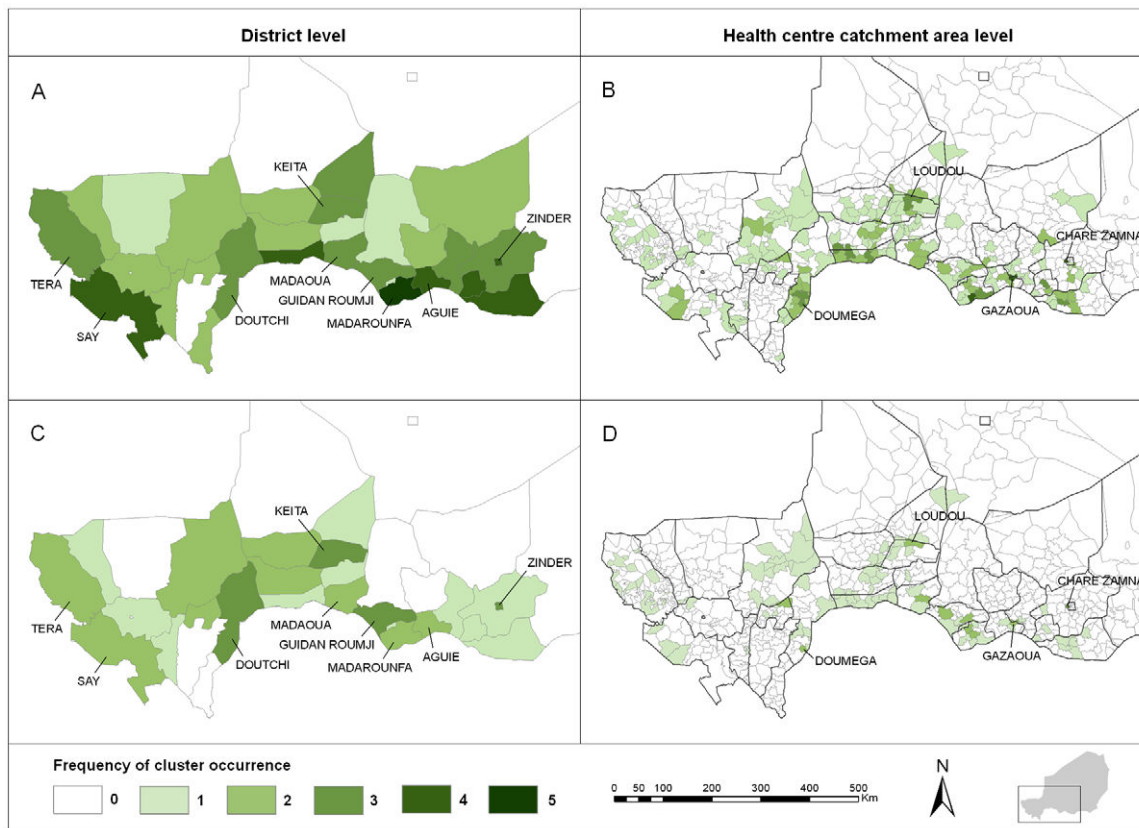 District level
Health centre catchment area level
A
KEITA
ZINDER
TERA
MADAOUA
GUIDAN ROUMJI
AGUIE
DOUTCHI
MADAROUNFA
SAY
B
LOUDOU
CHARE ZAMNA
DOUMEGA
GAZAOUA
C
KEITA
ZINDER
TERA
MADAOUA
GUIDAN ROUMJI
AGUIE
MADAROUNFA
SAY
DOUTCHI
D
LOUDOU
CHARE ZAMNA
DOUMEGA
GAZAOUA
Frequency of cluster occurrence
0 1 2 3 4 5
0 50 100 200 300 400 500
Km
N